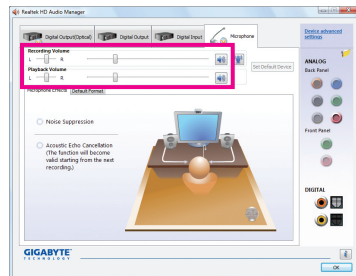 Realtek HD Audio Manager
Digital Output(Optical)
Digital Output
Digital Input
Microphone
Device advanced
settings
Recording Volume
L R
Playback Volume
L R
Set Default Device
Microphone Effects
Default Format
Noise Suppression
Acoustic Echo Cancellation
(The function will become
valid starting from the next
recording.)
ANALOG
Back Panel
Front Panel
DIGITAL
GIGABYTE
TECHNOLOGY
OK